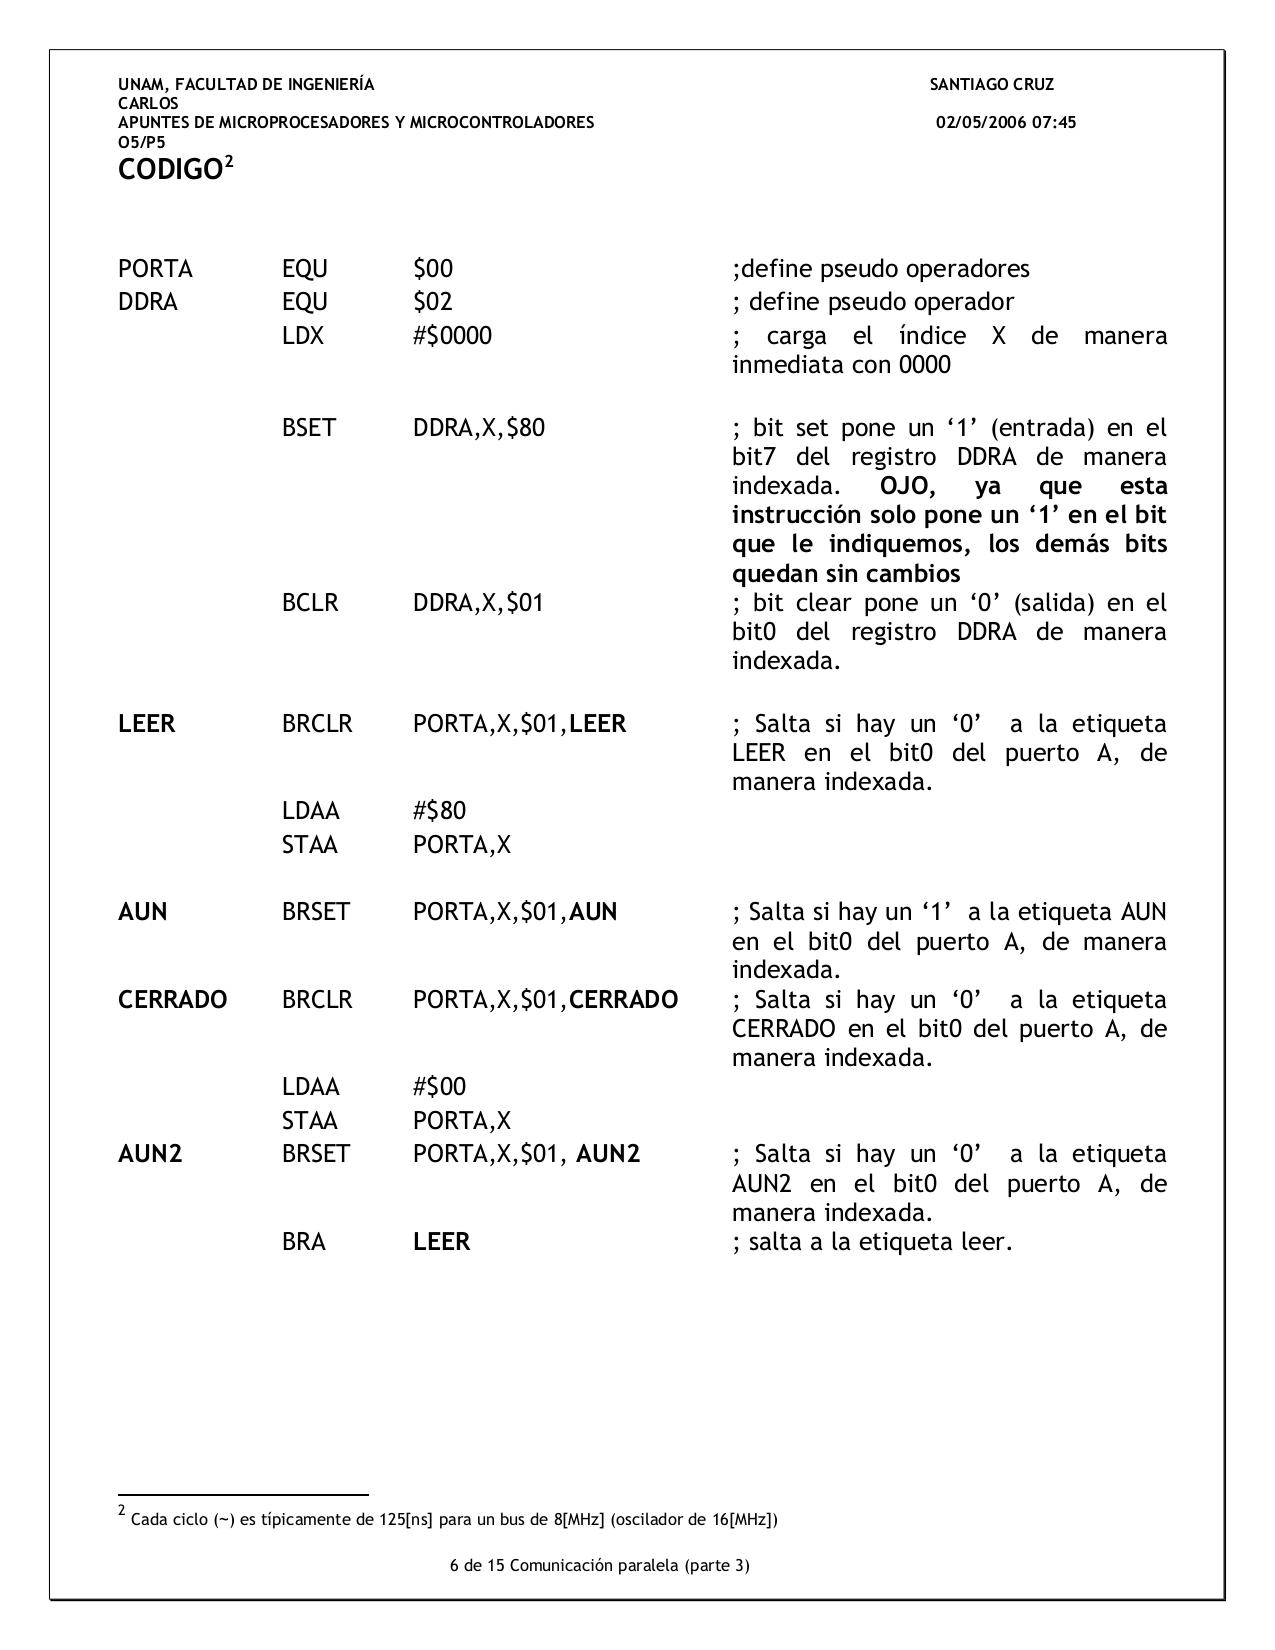 UNAM, FACULTAD DE INGENIERÍA SANTIAGO CRUZ
CARLOS
APUNTES DE MICROPROCESADORES Y MICROCONTROLADORES 02/05/2006 07:45
O5/P5
CODIGO2
PORTA EQU $00 ;define pseudo operadores
DDRA EQU $02 ; define pseudo operador
LDX #$0000 ; carga el índice X de manera
inmediata con 0000
BSET DDRA,X,$80 ; bit set pone un ‘1’ (entrada) en el
bit7 del registro DDRA de manera
indexada. OJO, ya que esta
instrucción solo pone un ‘1’ en el bit
que le indiquemos, los demás bits
quedan sin cambios
BCLR DDRA,X,$01 ; bit clear pone un ‘0’ (salida) en el
bit0 del registro DDRA de manera
indexada.
LEER BRCLR PORTA,X,$01,LEER ; Salta si hay un ‘0’ a la etiqueta
LEER en el bit0 del puerto A, de
manera indexada.
LDAA #$80
STAA PORTA,X
AUN BRSET PORTA,X,$01,AUN ; Salta si hay un ‘1’ a la etiqueta AUN
en el bit0 del puerto A, de manera
indexada.
CERRADO BRCLR PORTA,X,$01,CERRADO ; Salta si hay un ‘0’ a la etiqueta
CERRADO en el bit0 del puerto A, de
manera indexada.
LDAA #$00
STAA PORTA,X
AUN2 BRSET PORTA,X,$01, AUN2 ; Salta si hay un ‘0’ a la etiqueta
AUN2 en el bit0 del puerto A, de
manera indexada.
BRA LEER ; salta a la etiqueta leer.
2 Cada ciclo (~) es típicamente de 125[ns] para un bus de 8[MHz] (oscilador de 16[MHz])
6 de 15 Comunicación paralela (parte 3)